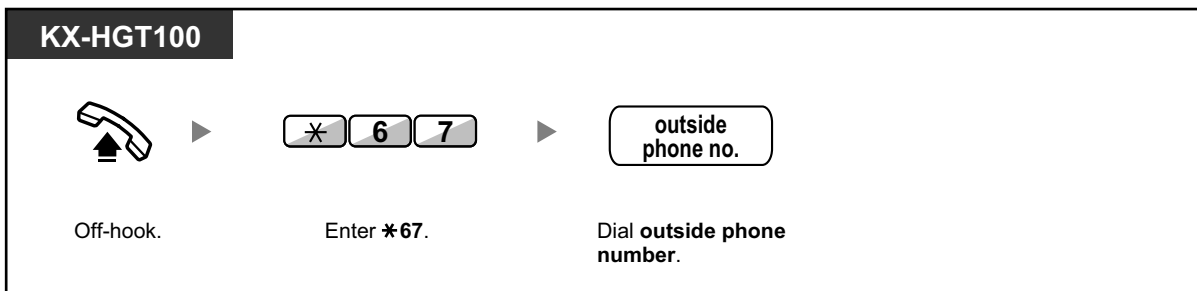 KX-HGT100
* 6 7
outside
phone no.
Off-hook.
Enter *67.
Dial outside phone
number.